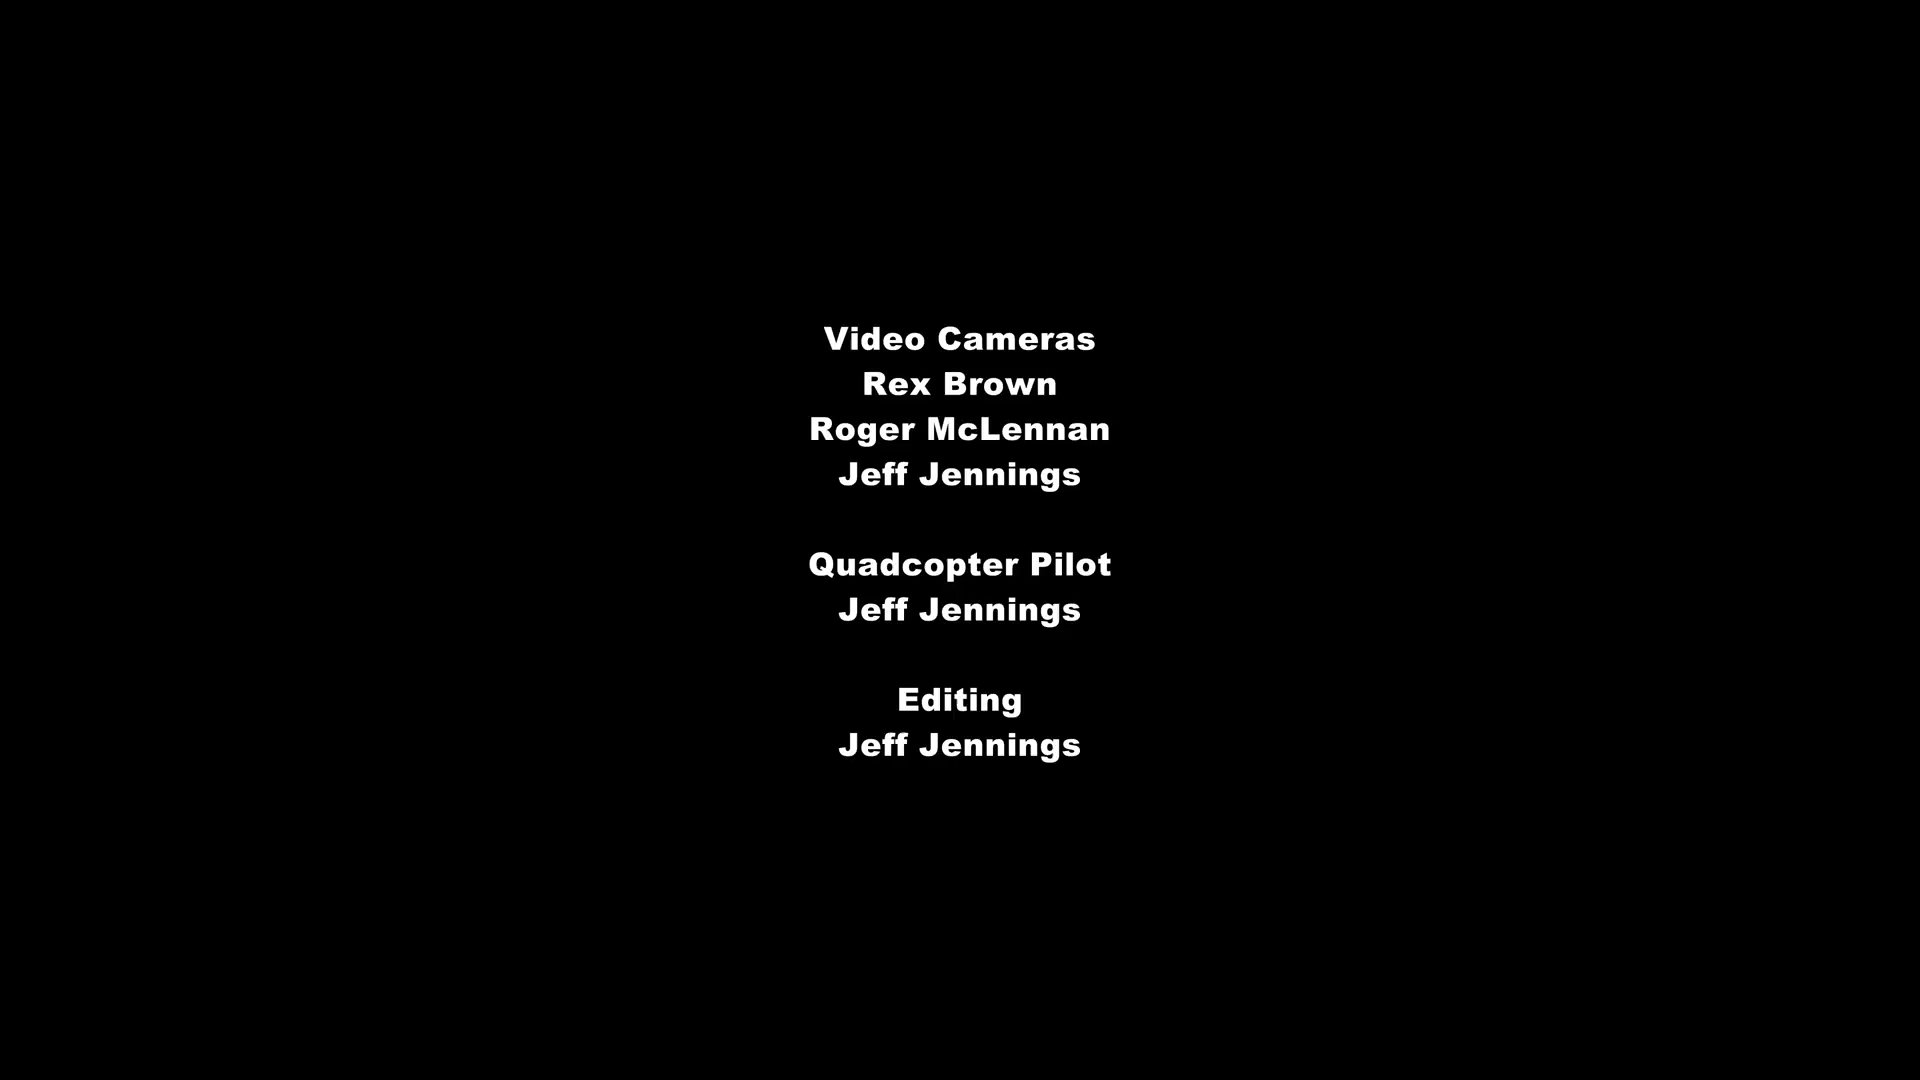 Video Cameras
Rex Brown
Roger McLennan
Jeff Jennings
Quadcopter Pilot
Jeff Jennings
Editing
Jeff Jennings